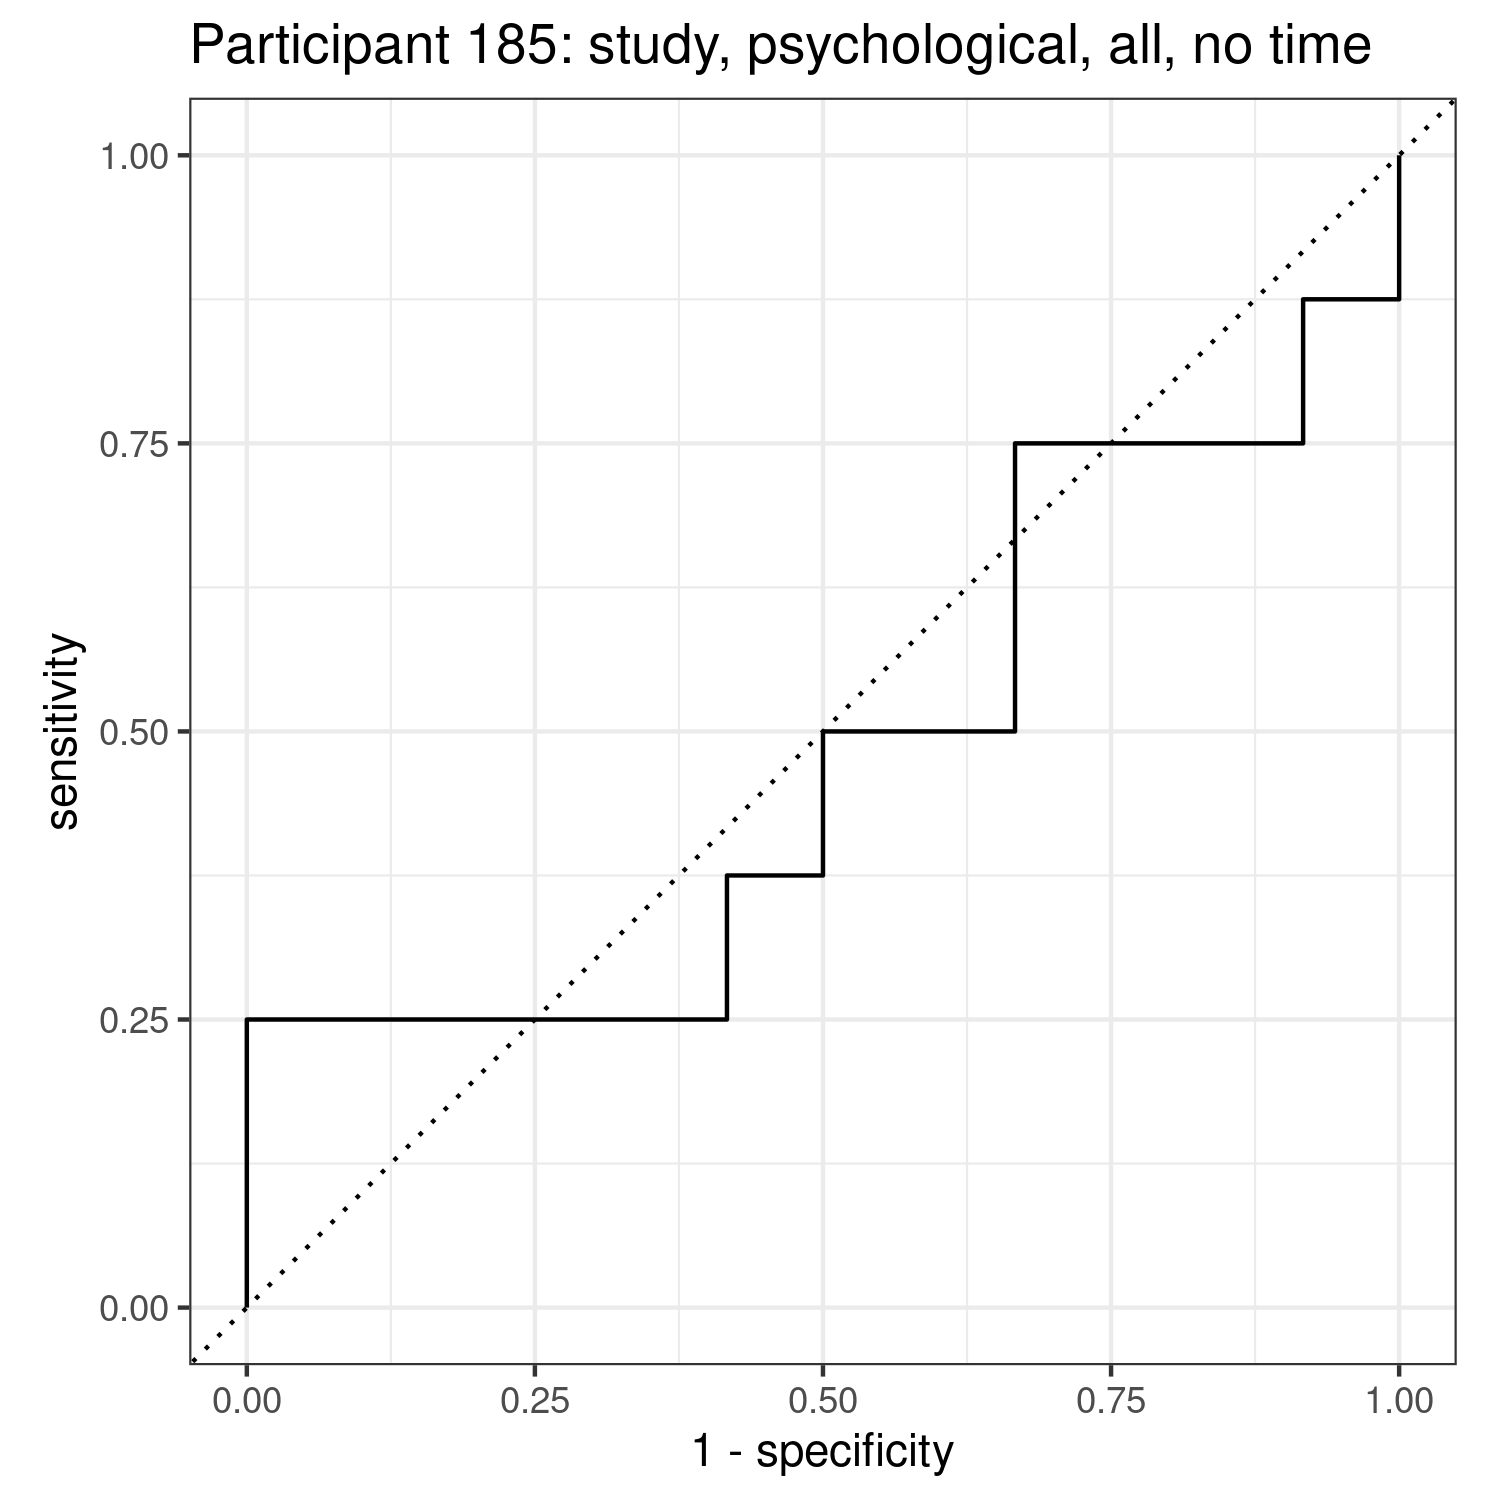 Participant 185: study, psychological, all, no time
1.00
0.75
0.50
0.25
0.00
sensitivity
0.00 0.25 0.50 0.75 1.00
1 - specificity